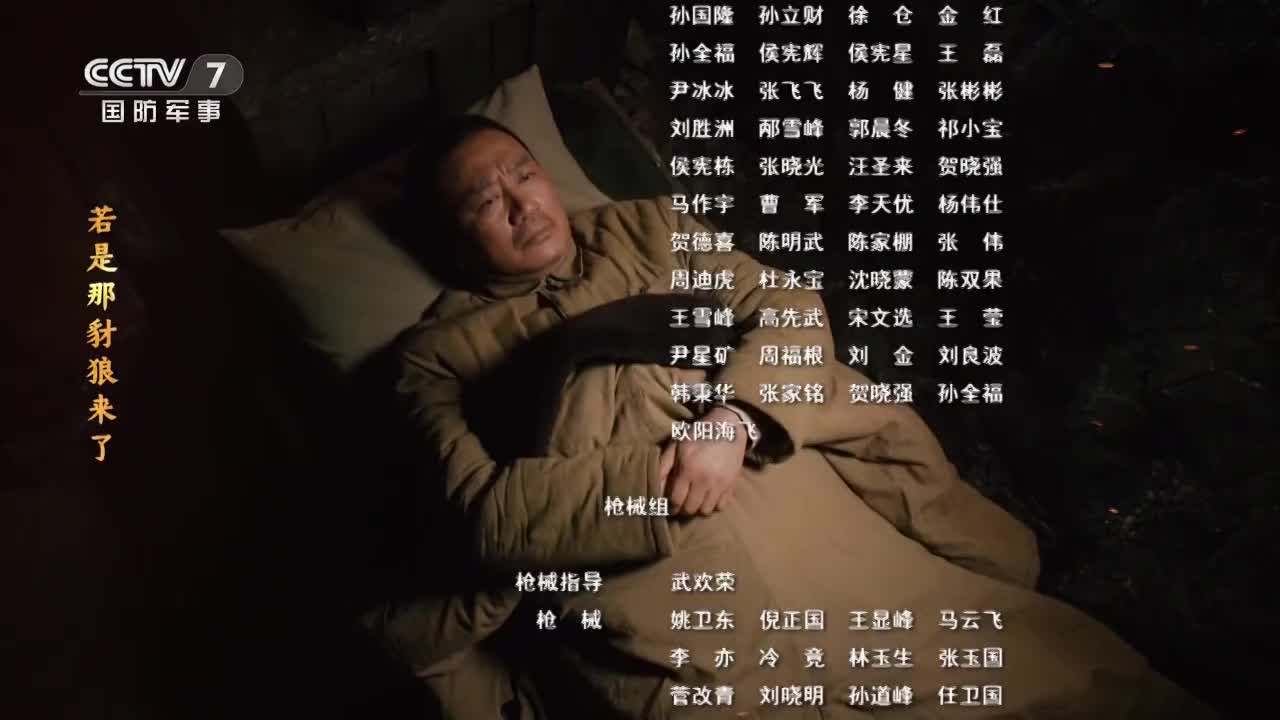 CCTV 7
国防军事
若是那豺狼来了
孙国隆 孙立财 徐 仓 金 红
孙全福 侯宪辉 侯宪星 王 磊
尹冰冰 张飞飞 杨 健 张彬彬
刘胜洲 邴雪峰 郭晨冬 祁小宝
侯宪栋 张晓光 汪圣来 贺晓强
马作宇 曹 军 李天优 杨伟仕
贺德喜 陈明武 陈家棚 张 伟
周迪虎 杜永宝 沈晓蒙 陈双果
王雪峰 高先武 宋文选 王 莹
尹星矿 周福根 刘 金 刘良波
韩秉华 张家铭 贺晓强 孙全福
欧阳海飞
枪械组
枪械指导 武欢荣
枪 械 姚卫东 倪正国 王显峰 马云飞
李 亦 冷 竟 林玉生 张玉国
菅改青 刘晓明 孙道峰 任卫国